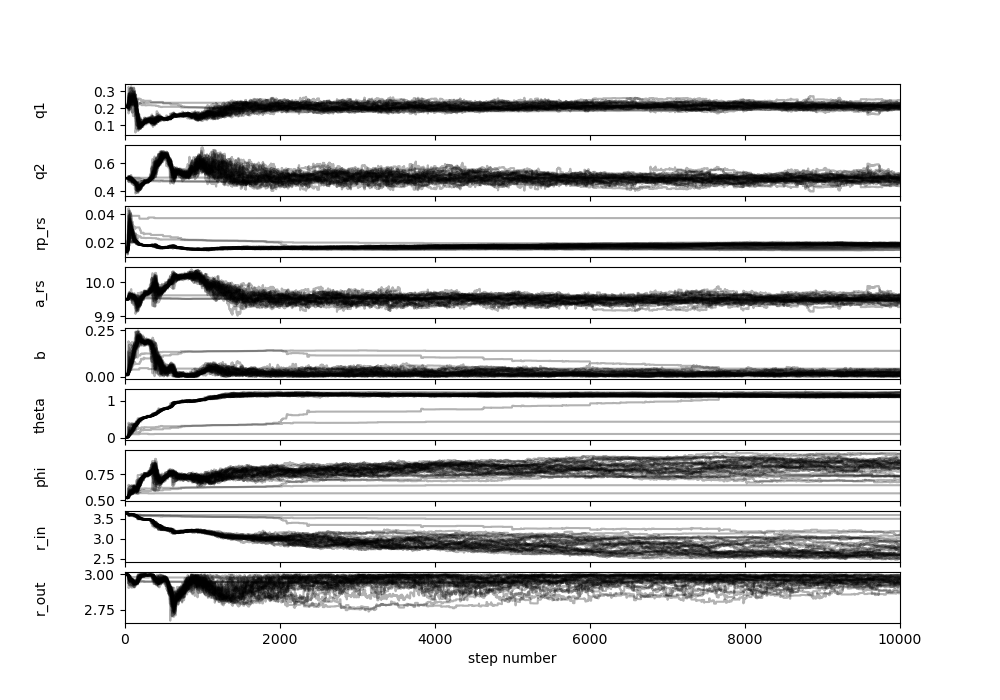 q1
0.3
0.2
0.1
q2
0.6
0.4
rp_rs
0.04
0.02
a_rs
10.0
9.9
b
0.25
0.00
theta
1
0
phi
0.75
0.50
r_in
3.5
3.0
2.5
r_out
3.00
2.75
0 2000 4000 6000 8000 10000
step number